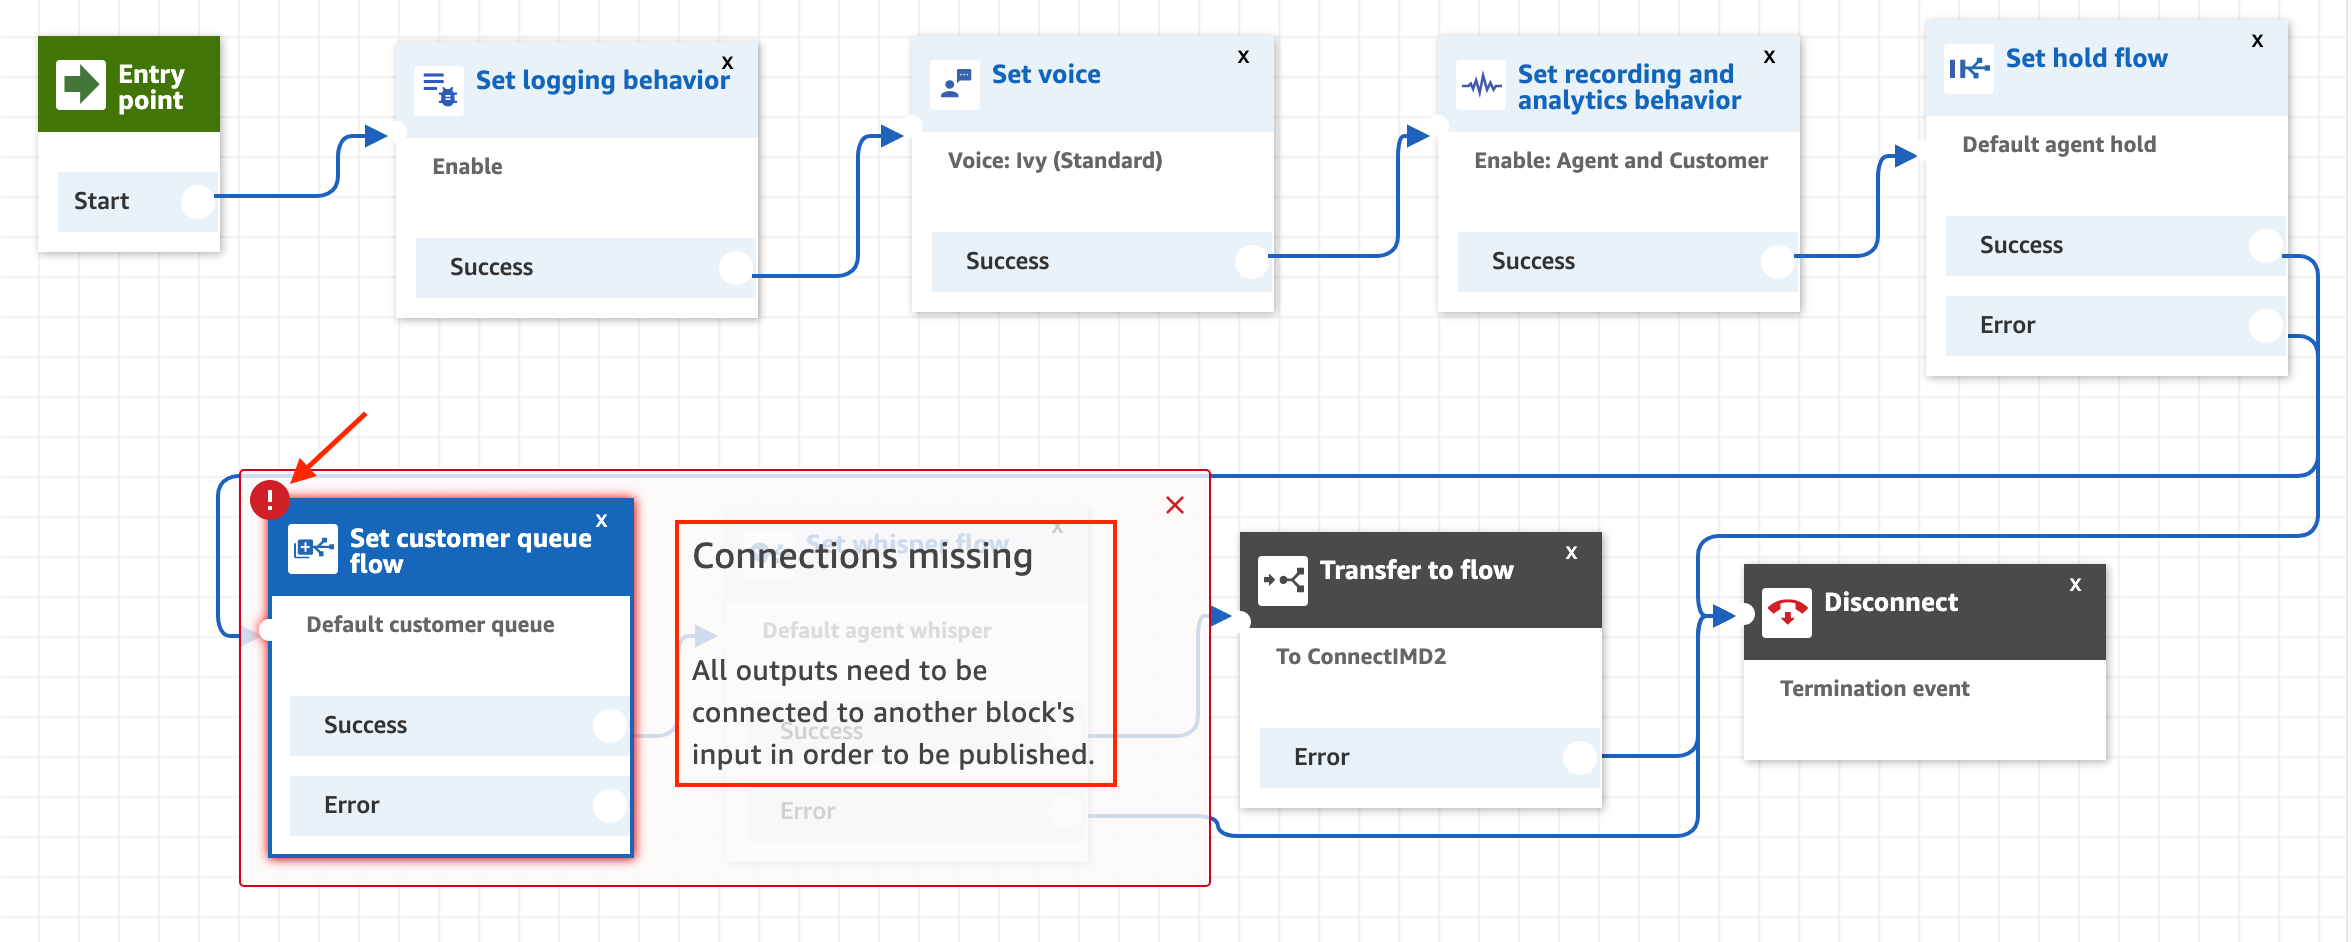 Entry
point
Start
X
Set logging behavior
Enable
Success
X
Set voice
Voice: Ivy (Standard)
Success
X
Set recording and
analytics behavior
Enable: Agent and Customer
Success
X
Set hold flow
Default agent hold
Success
Error
!
X
Set customer queue
flow
Default customer queue
Success
Error
X
Set whisper flow
Default agent whisper
Success
Error
Connections missing
All outputs need to be
connected to another block's
input in order to be published.
X
Transfer to flow
To ConnectIMD2
Error
X
Disconnect
Termination event